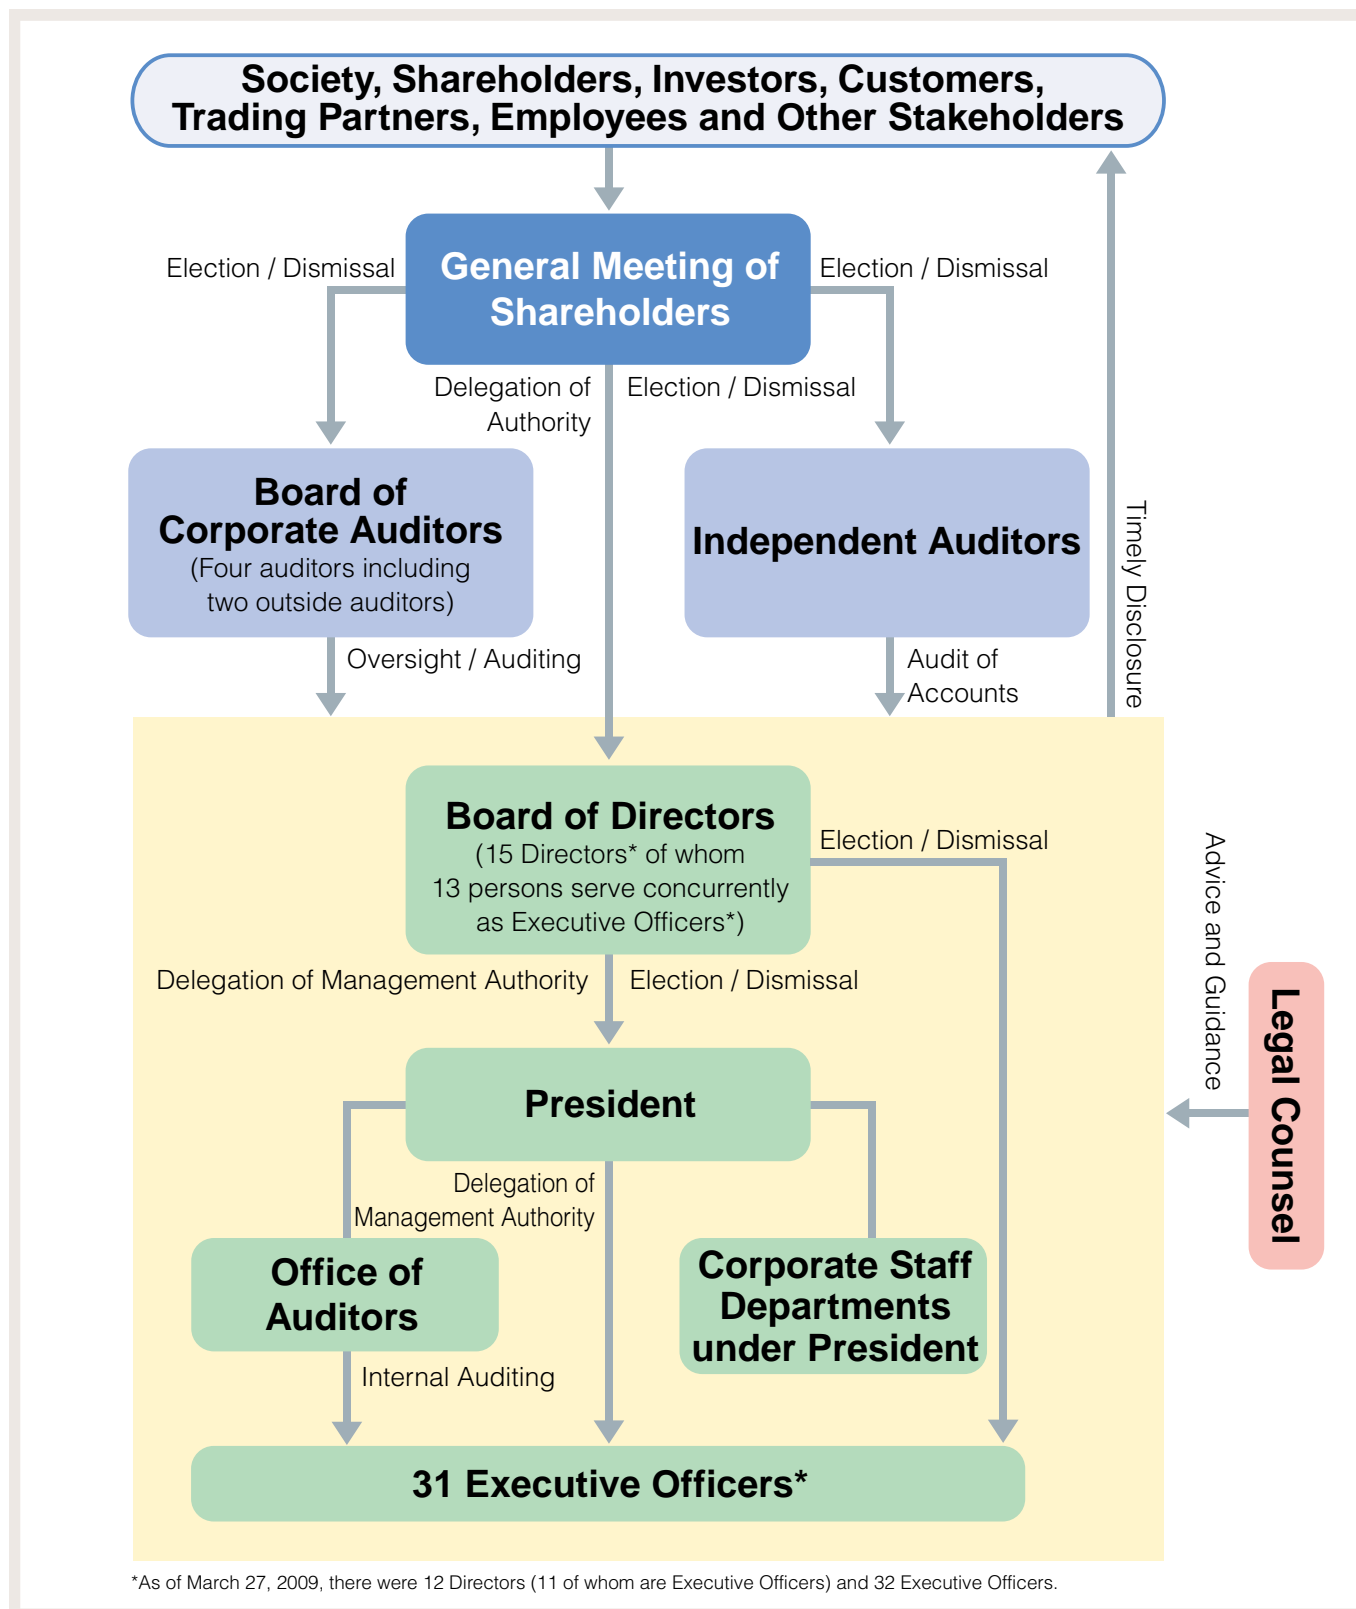 Society, Shareholders, Investors, Customers,
Trading Partners, Employees and Other Stakeholders
General Meeting of
Shareholders
Election / Dismissal
Election / Dismissal
Delegation of
Authority
Election / Dismissal
Board of
Corporate Auditors
(Four auditors including
two outside auditors)
Independent Auditors
Timely Disclosure
Oversight / Auditing
Audit of
Accounts
Board of Directors
(15 Directors* of whom
13 persons serve concurrently
as Executive Officers*)
Election / Dismissal
Delegation of Management Authority
Election / Dismissal
Advice and Guidance
Legal Counsel
President
Delegation of
Management Authority
Office of
Auditors
Corporate Staff
Departments
under President
Internal Auditing
31 Executive Officers*
*As of March 27, 2009, there were 12 Directors (11 of whom are Executive Officers) and 32 Executive Officers.